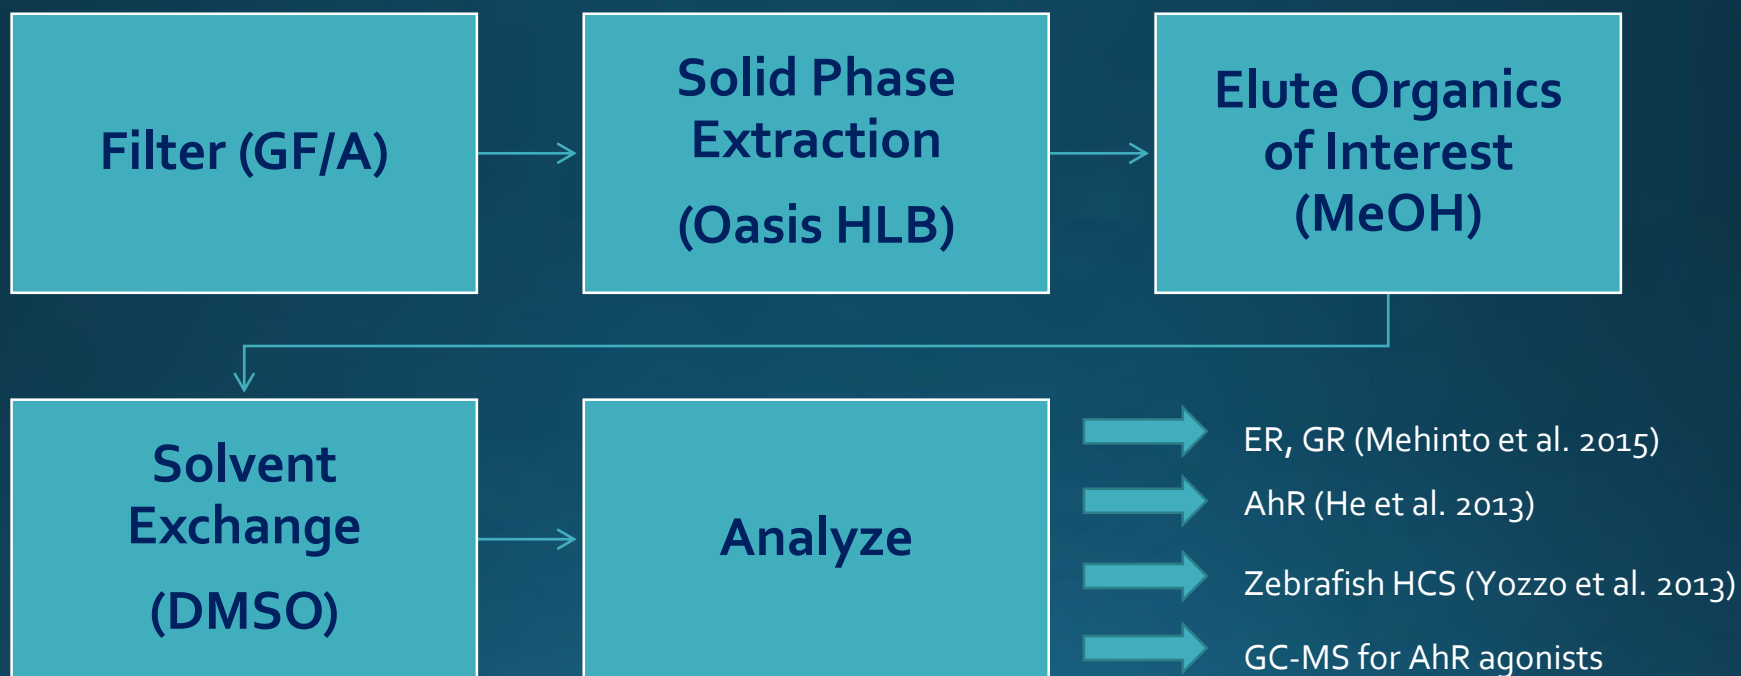 Filter (GF/A)
Solid Phase
Extraction
(Oasis HLB)
Elute Organics
of Interest
(MeOH)
Solvent
Exchange
(DMSO)
Analyze
ER, GR (Mehinto et al. 2015)
AhR (He et al. 2013)
Zebrafish HCS (Yozzo et al. 2013)
GC-MS for AhR agonists